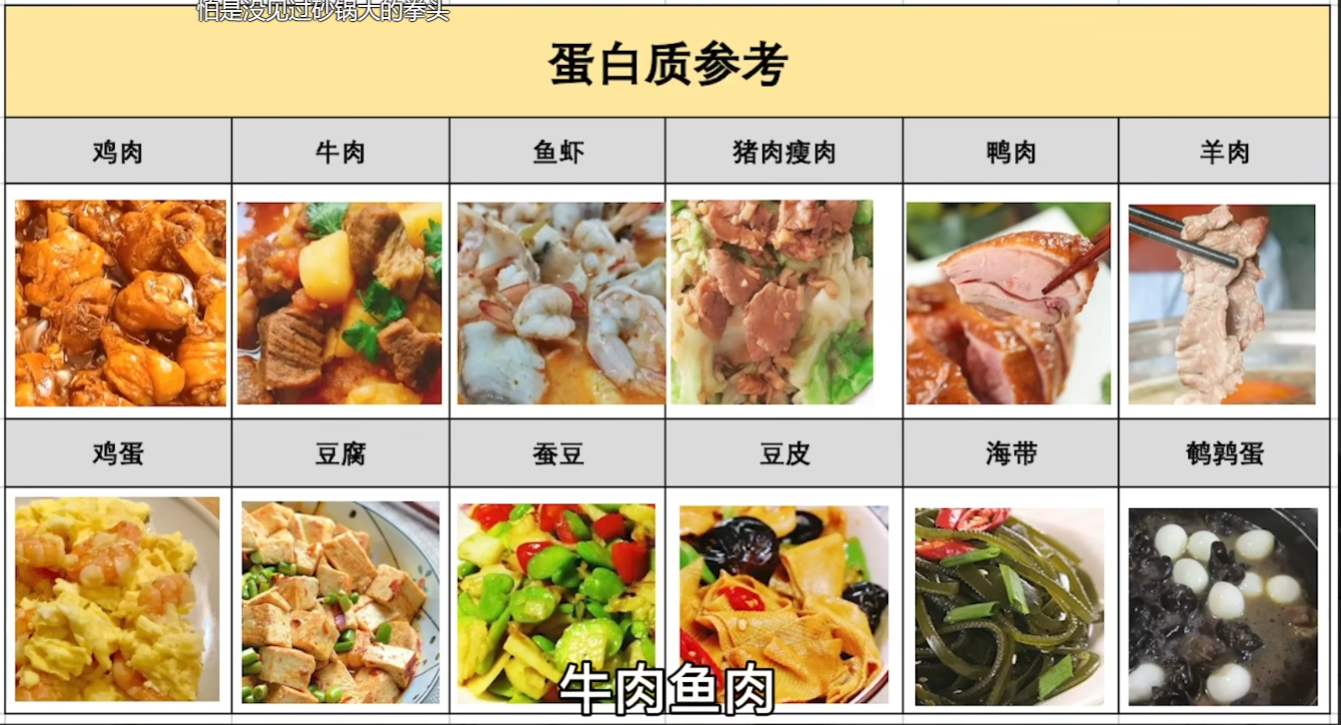 怕是没见过砂锅大的拳头
蛋白质参考
鸡肉
牛肉
鱼虾
猪肉瘦肉
鸭肉
羊肉
鸡蛋
豆腐
蚕豆
豆皮
海带
鹌鹑蛋
牛肉鱼肉